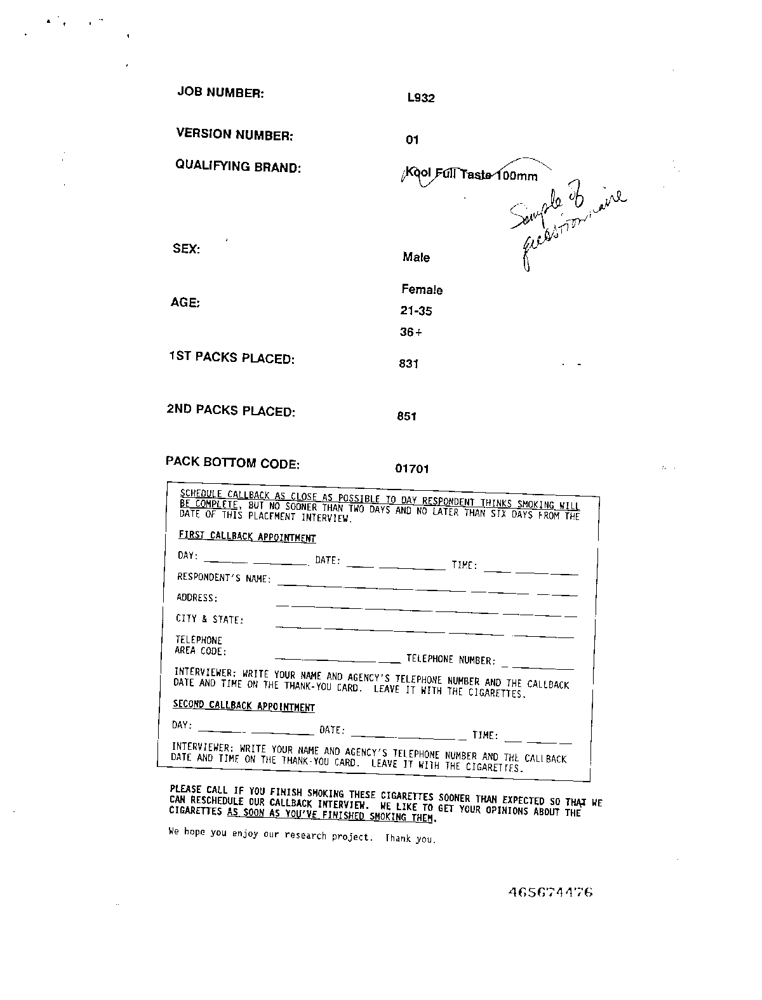 JOB NUMBER: L932
VERSION NUMBER: 01
QUALIFYING BRAND: Kool Full Taste 100mm
Sample of
questionnaire
SEX: Male
Female
AGE: 21-35
36+
1ST PACKS PLACED: 831
2ND PACKS PLACED: 851
PACK BOTTOM CODE: 01701
SCHEDULE CALLBACK AS CLOSE AS POSSIBLE TO DAY RESPONDENT THINKS SMOKING WILL
BE COMPLETE, BUT NO SOONER THAN TWO DAYS AND NO LATER THAN SIX DAYS FROM THE
DATE OF THIS PLACEMENT INTERVIEW.
FIRST CALLBACK APPOINTMENT
DAY: DATE: TIME:
RESPONDENT'S NAME:
ADDRESS:
CITY & STATE:
TELEPHONE
AREA CODE: TELEPHONE NUMBER:
INTERVIEWER: WRITE YOUR NAME AND AGENCY'S TELEPHONE NUMBER AND THE CALLBACK
DATE AND TIME ON THE THANK-YOU CARD. LEAVE IT WITH THE CIGARETTES.
SECOND CALLBACK APPOINTMENT
DAY: DATE: TIME:
INTERVIEWER: WRITE YOUR NAME AND AGENCY'S TELEPHONE NUMBER AND THE CALLBACK
DATE AND TIME ON THE THANK-YOU CARD. LEAVE IT WITH THE CIGARETTES.
PLEASE CALL IF YOU FINISH SMOKING THESE CIGARETTES SOONER THAN EXPECTED SO THAT WE
CAN RESCHEDULE OUR CALLBACK INTERVIEW. WE LIKE TO GET YOUR OPINIONS ABOUT THE
CIGARETTES AS SOON AS YOU'VE FINISHED SMOKING THEM.
We hope you enjoy our research project. Thank you.
465674476